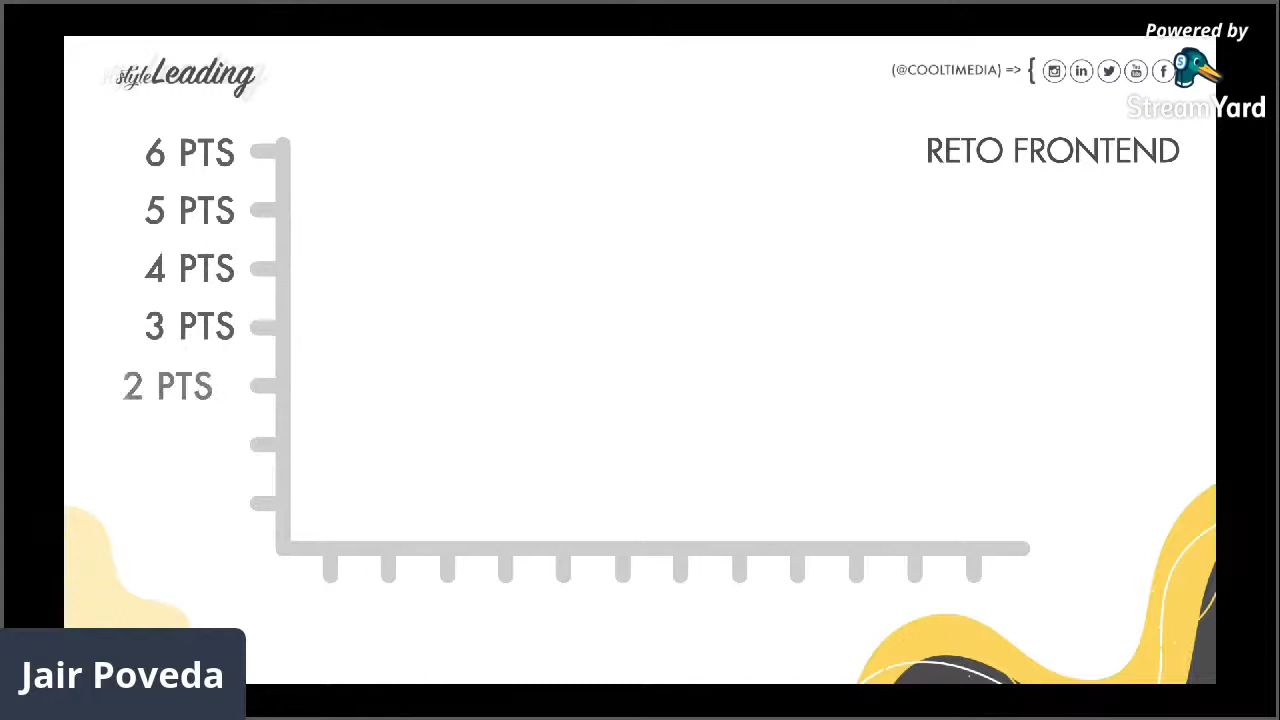 Powered by
StreamYard
styleLeading
(@COOLTIMEDIA) => {
RETO FRONTEND
6 PTS
5 PTS
4 PTS
3 PTS
2 PTS
Jair Poveda